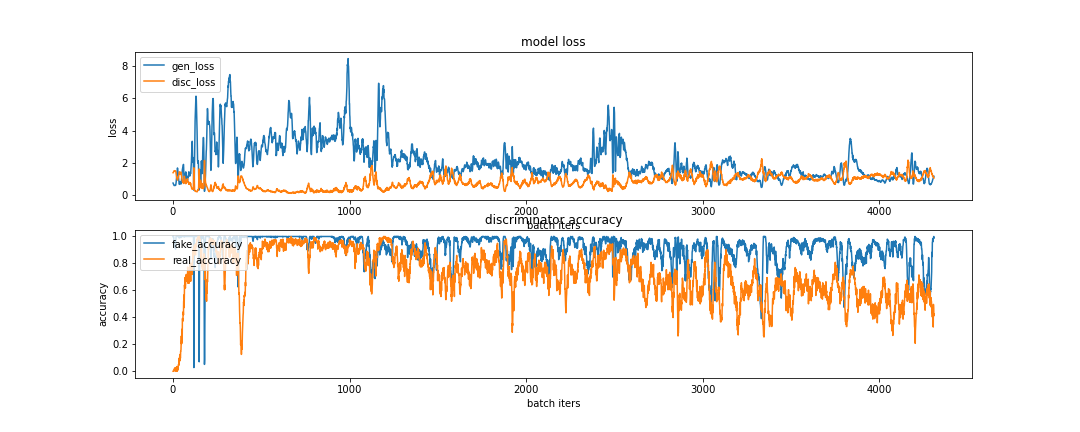 model loss
8
6
4
2
0
loss
gen_loss
disc_loss
0
1000
2000
3000
4000
batch iters
discriminator accuracy
1.0
0.8
0.6
0.4
0.2
0.0
accuracy
fake_accuracy
real_accuracy
0
1000
2000
3000
4000
batch iters